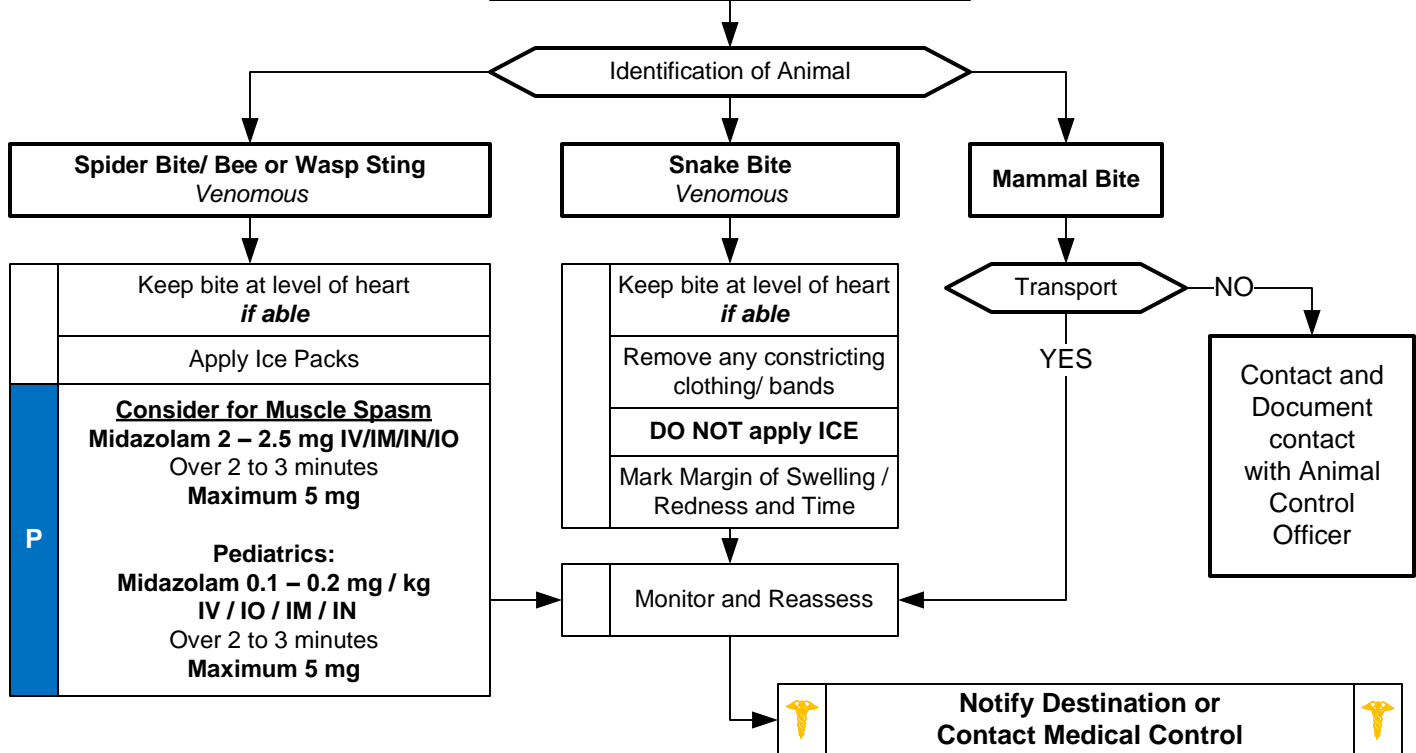 Identification of Animal
Spider Bite/ Bee or Wasp Sting
Venomous
Snake Bite
Venomous
Mammal Bite
Keep bite at level of heart
if able
Apply Ice Packs
P
Consider for Muscle Spasm
Midazolam 2 – 2.5 mg IV/IM/IN/IO
Over 2 to 3 minutes
Maximum 5 mg
Pediatrics:
Midazolam 0.1 – 0.2 mg / kg
IV / IO / IM / IN
Over 2 to 3 minutes
Maximum 5 mg
Keep bite at level of heart
if able
Remove any constricting
clothing/ bands
DO NOT apply ICE
Mark Margin of Swelling /
Redness and Time
Transport
NO
YES
Contact and
Document
contact
with Animal
Control
Officer
Monitor and Reassess
Notify Destination or
Contact Medical Control